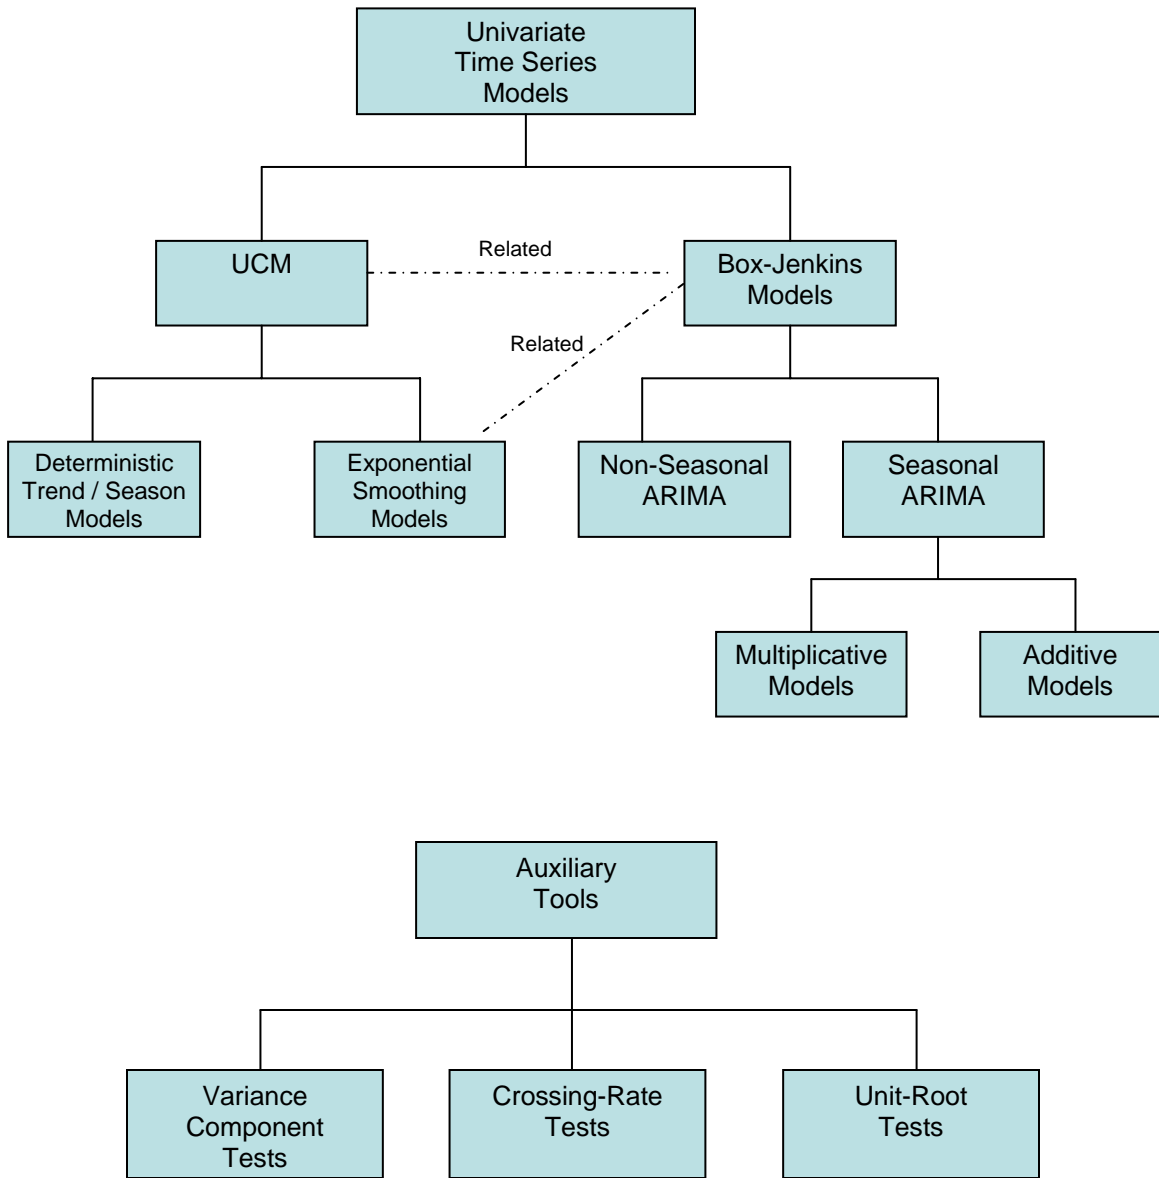 Univariate
Time Series
Models
UCM
Related
Box-Jenkins
Models
Related
Deterministic
Trend / Season
Models
Exponential
Smoothing
Models
Non-Seasonal
ARIMA
Seasonal
ARIMA
Multiplicative
Models
Additive
Models
Auxiliary
Tools
Variance
Component
Tests
Crossing-Rate
Tests
Unit-Root
Tests